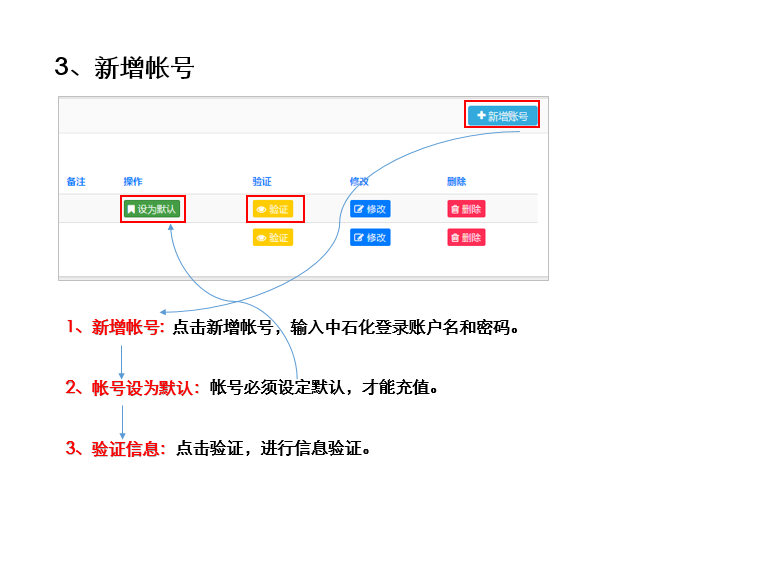 3、新增帐号
新增账号
备注 操作 验证 修改 删除
设为默认 验证 修改 删除
验证 修改 删除
1、新增帐号: 点击新增帐号，输入中石化登录账户名和密码。
2、帐号设为默认：帐号必须设定默认，才能充值。
3、验证信息：点击验证，进行信息验证。